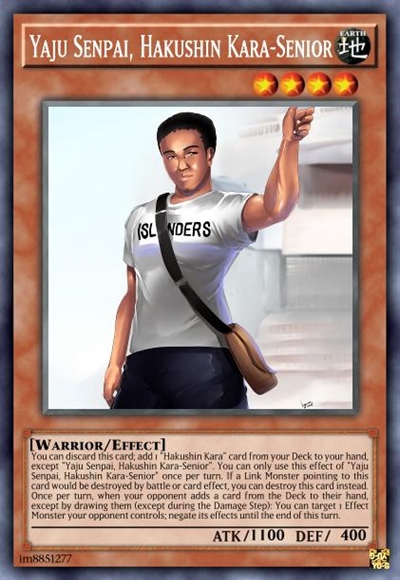 Yaju Senpai, Hakushin Kara-Senior
EARTH
地
ISLANDERS
[Warrior/Effect]
You can discard this card; add 1 "Hakushin Kara" card from your Deck to your hand,
except "Yaju Senpai, Hakushin Kara-Senior". You can only use this effect of "Yaju
Senpai, Hakushin Kara-Senior" once per turn. If a Link Monster pointing to this
card would be destroyed by battle or card effect, you can destroy this card instead.
Once per turn, when your opponent adds a card from the Deck to their hand,
except by drawing them (except during the Damage Step): You can target 1 Effect
Monster your opponent controls; negate its effects until the end of this turn.
ATK/1100 DEF/ 400
im8851277